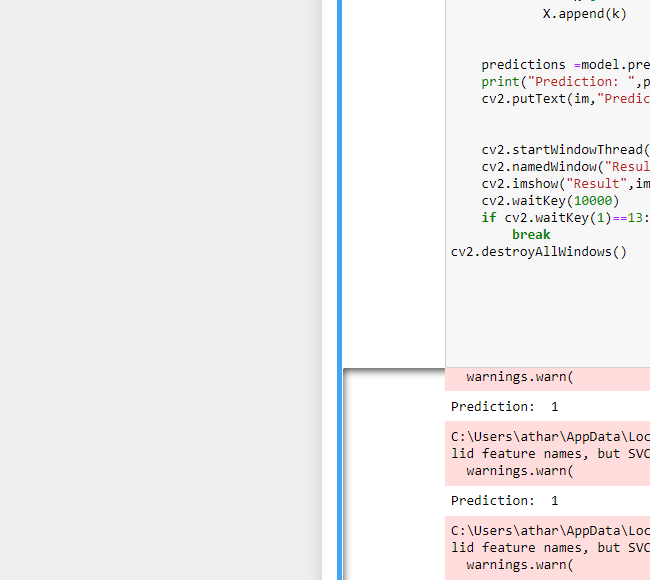 X.append(k)
predictions =model.pre
print("Prediction: ",p
cv2.putText(im,"Predic
cv2.startWindowThread(
cv2.namedWindow("Resul
cv2.imshow("Result",im
cv2.waitKey(10000)
if cv2.waitKey(1)==13:
break
cv2.destroyAllWindows()
warnings.warn(
Prediction:  1
C:\Users\athar\AppData\Loc
lid feature names, but SVC
warnings.warn(
Prediction:  1
C:\Users\athar\AppData\Loc
lid feature names, but SVC
warnings.warn(